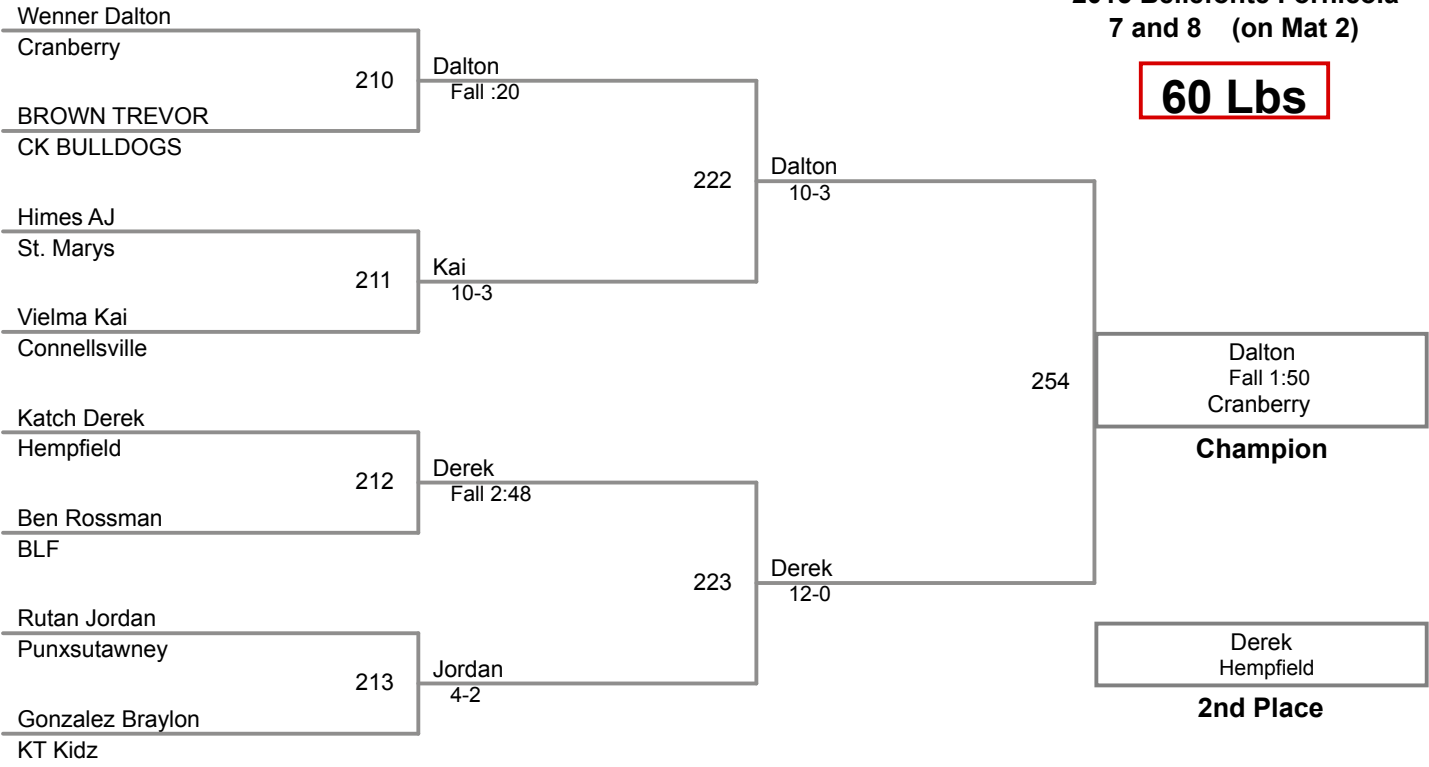 7 and 8 (on Mat 2)
60 Lbs
Wenner Dalton
Cranberry
210
BROWN TREVOR
CK BULLDOGS
Dalton
Fall :20
Himes AJ
St. Marys
211
Vielma Kai
Connellsville
Kai
10-3
222
Dalton
10-3
Katch Derek
Hempfield
212
Ben Rossman
BLF
Derek
Fall 2:48
Rutan Jordan
Punxsutawney
213
Gonzalez Braylon
KT Kidz
Jordan
4-2
223
Derek
12-0
254
Dalton
Fall 1:50
Cranberry
Champion
Derek
Hempfield
2nd Place